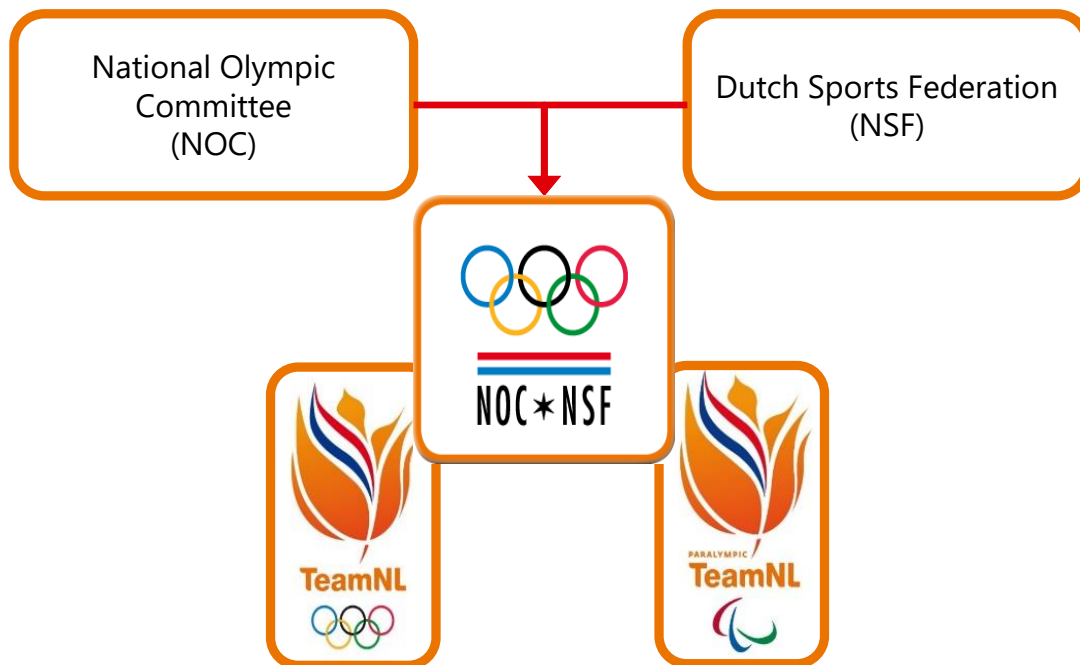 National Olympic
Committee
(NOC)
Dutch Sports Federation
(NSF)
NOC✶NSF
TeamNL
PARALYMPIC
TeamNL